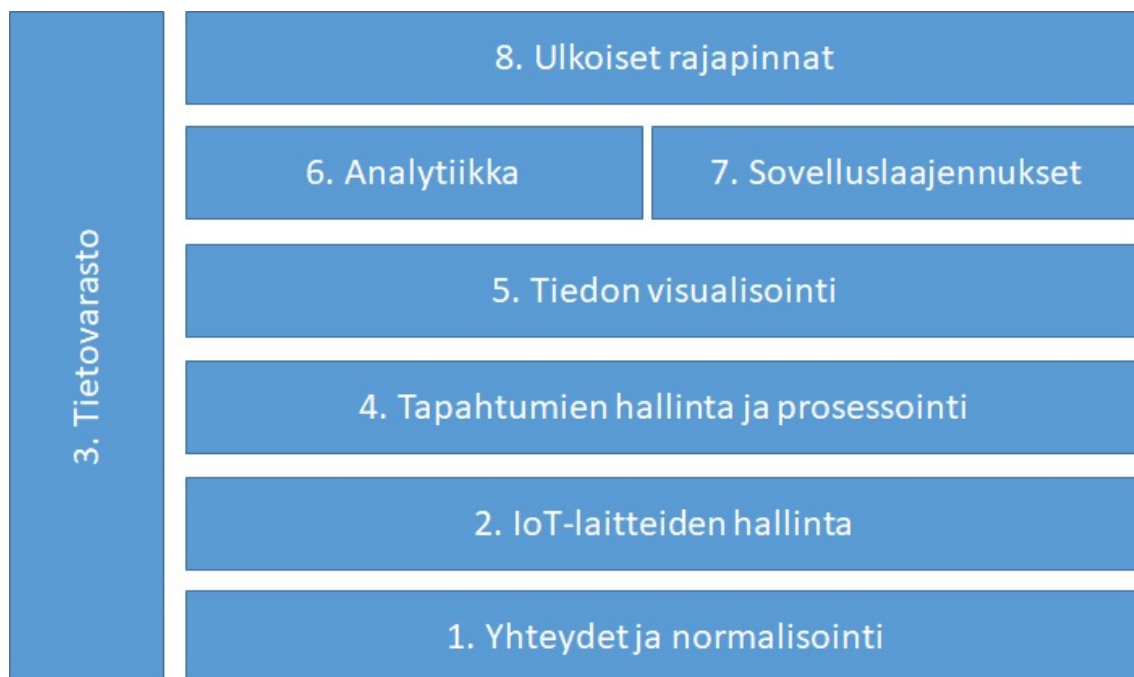 8. Ulkoiset rajapinnat
6. Analytiikka
7. Sovelluslaajennukset
5. Tiedon visualisointi
4. Tapahtumien hallinta ja prosessointi
3. Tietovarasto
2. IoT-laitteiden hallinta
1. Yhteydet ja normalisointi